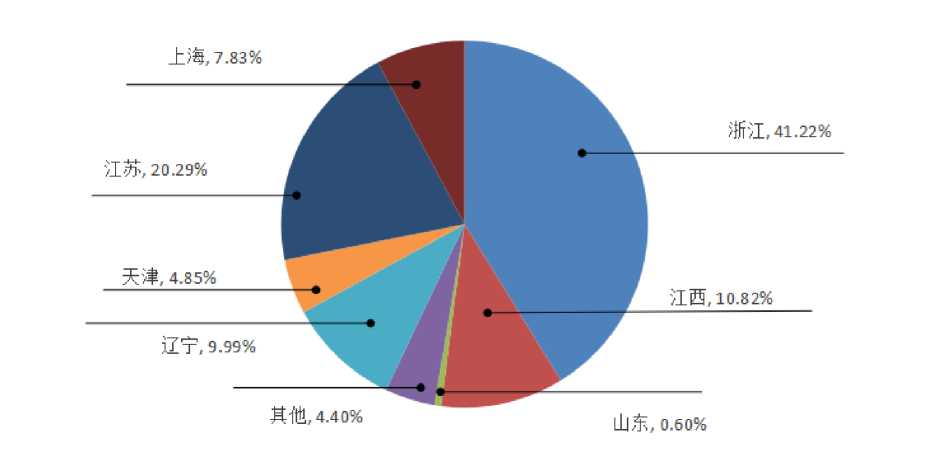 上海, 7.83%
浙江, 41.22%
江苏, 20.29%
天津, 4.85%
江西, 10.82%
辽宁, 9.99%
其他, 4.40%
山东, 0.60%